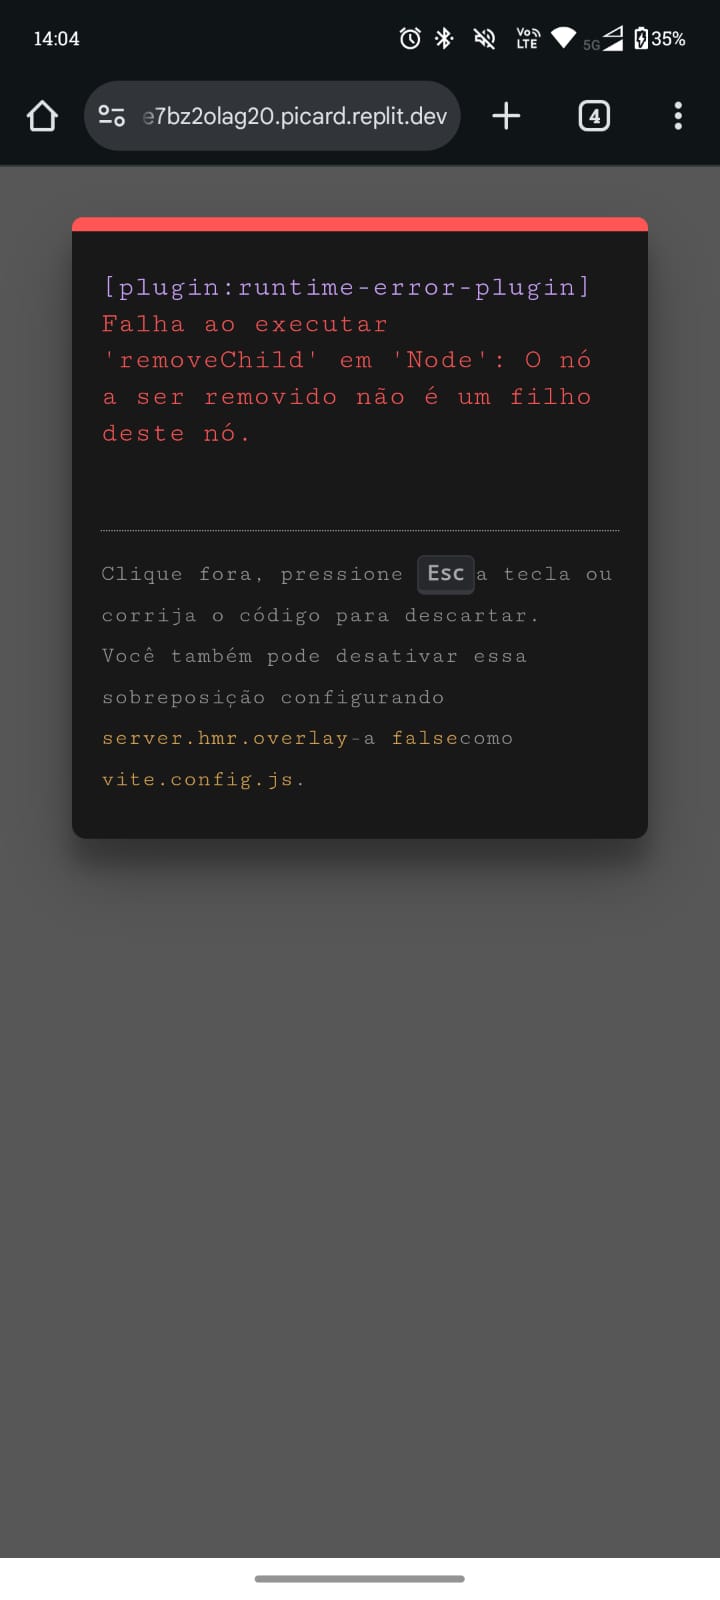 14:04
Vo LTE 5G 35%
e7bz2olag20.picard.replit.dev
4
[plugin:runtime-error-plugin]
Falha ao executar
'removeChild' em 'Node': O nó
a ser removido não é um filho
deste nó.
Clique fora, pressione Esc a tecla ou
corrija o código para descartar.
Você também pode desativar essa
sobreposição configurando
server.hmr.overlay-a falsecomo
vite.config.js.